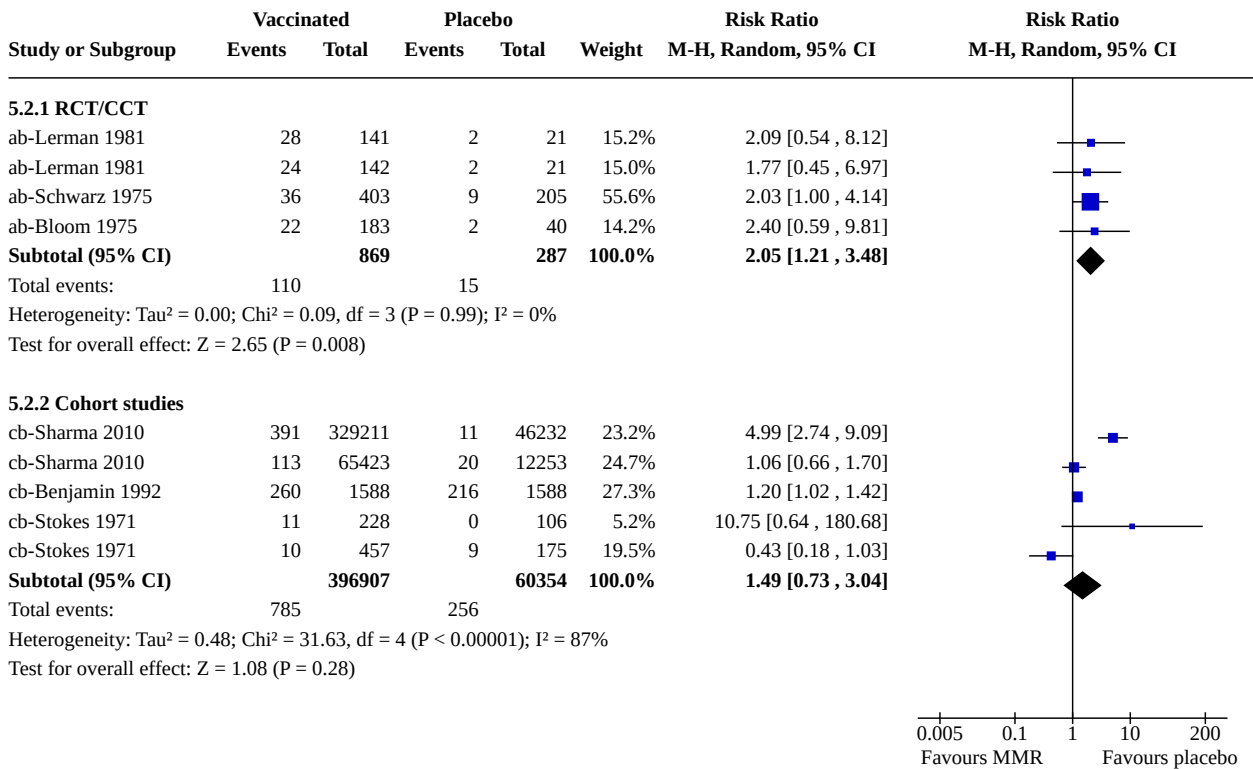 Vaccinated Placebo Risk Ratio Risk Ratio
Study or Subgroup Events Total Events Total Weight M-H, Random, 95% CI M-H, Random, 95% CI
5.2.1 RCT/CCT
ab-Lerman 1981 28 141 2 21 15.2% 2.09 [0.54 , 8.12]
ab-Lerman 1981 24 142 2 21 15.0% 1.77 [0.45 , 6.97]
ab-Schwarz 1975 36 403 9 205 55.6% 2.03 [1.00 , 4.14]
ab-Bloom 1975 22 183 2 40 14.2% 2.40 [0.59 , 9.81]
Subtotal (95% CI) 869 287 100.0% 2.05 [1.21 , 3.48]
Total events: 110 15
Heterogeneity: Tau² = 0.00; Chi² = 0.09, df = 3 (P = 0.99); I² = 0%
Test for overall effect: Z = 2.65 (P = 0.008)
5.2.2 Cohort studies
cb-Sharma 2010 391 329211 11 46232 23.2% 4.99 [2.74 , 9.09]
cb-Sharma 2010 113 65423 20 12253 24.7% 1.06 [0.66 , 1.70]
cb-Benjamin 1992 260 1588 216 1588 27.3% 1.20 [1.02 , 1.42]
cb-Stokes 1971 11 228 0 106 5.2% 10.75 [0.64 , 180.68]
cb-Stokes 1971 10 457 9 175 19.5% 0.43 [0.18 , 1.03]
Subtotal (95% CI) 396907 60354 100.0% 1.49 [0.73 , 3.04]
Total events: 785 256
Heterogeneity: Tau² = 0.48; Chi² = 31.63, df = 4 (P < 0.00001); I² = 87%
Test for overall effect: Z = 1.08 (P = 0.28)
0.005 0.1 1 10 200
Favours MMR Favours placebo